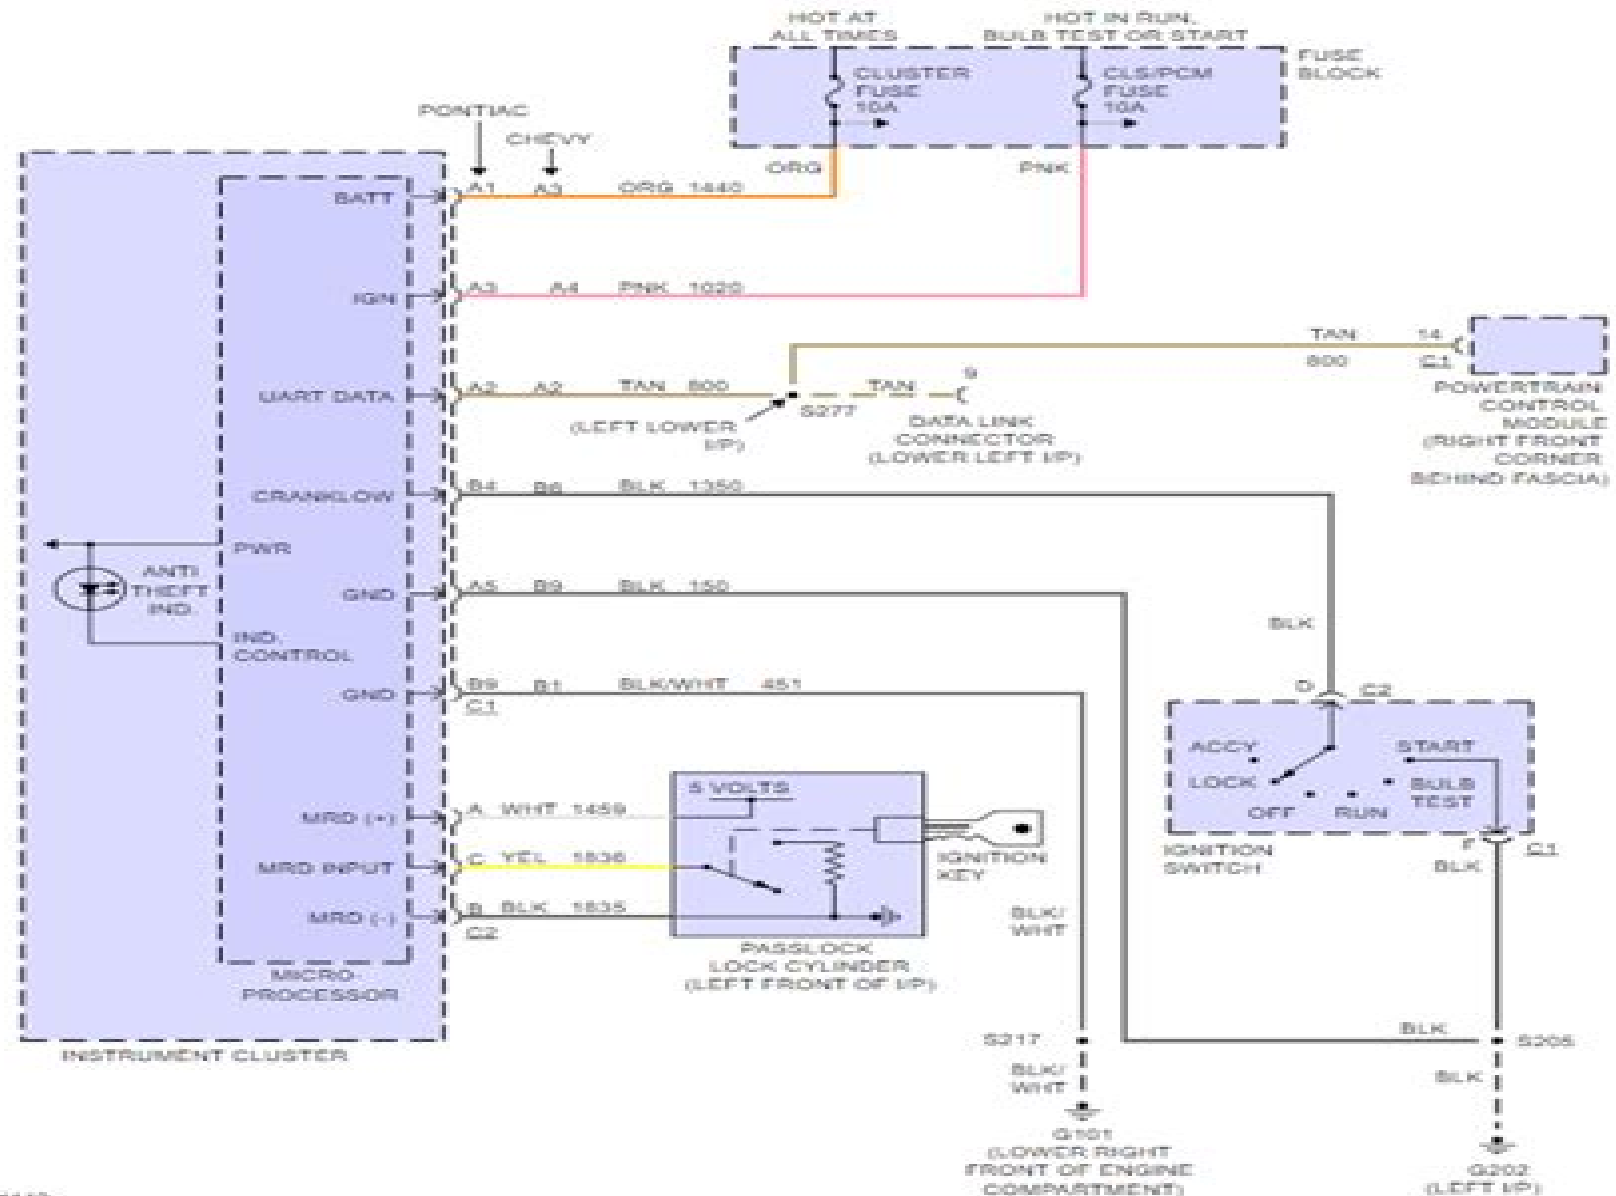 HOT AT
ALL TIMES
HOT IN RUN,
BULB TEST OR START
FUSE
BLOCK
CLUSTER
FUSE
10A
CLS/PCM
FUSE
10A
PONTIAC
CHEVY
ORG
PNK
BATT
A1 A3 ORG 1440
IGN
A3 A4 PNK 1020
UART DATA
A2 A2 TAN 800
TAN
9
S277
(LEFT LOWER
I/P)
DATA LINK
CONNECTOR
(LOWER LEFT I/P)
TAN 14
800 C1
POWERTRAIN
CONTROL
MODULE
(RIGHT FRONT
CORNER
BEHIND FASCIA)
CRANKLOW
B4 B6 BLK 1350
PWR
ANTI
THEFT
IND.
GND
A5 B9 BLK 150
IND.
CONTROL
GND
B9 B1 BLK/WHT 451
C1
BLK
D C2
ACCY
LOCK
OFF
RUN
BULB
TEST
START
IGNITION
SWITCH
F C1
BLK
MRD (+)
A WHT 1459
MRD INPUT
C YEL 1836
MRD (-)
B BLK 1835
C2
5 VOLTS
IGNITION
KEY
PASSLOCK
LOCK CYLINDER
(LEFT FRONT OF I/P)
MICRO-
PROCESSOR
INSTRUMENT CLUSTER
BLK/
WHT
S217
BLK/
WHT
G101
(LOWER RIGHT
FRONT OF ENGINE
COMPARTMENT)
BLK
S205
BLK
G202
(LEFT I/P)